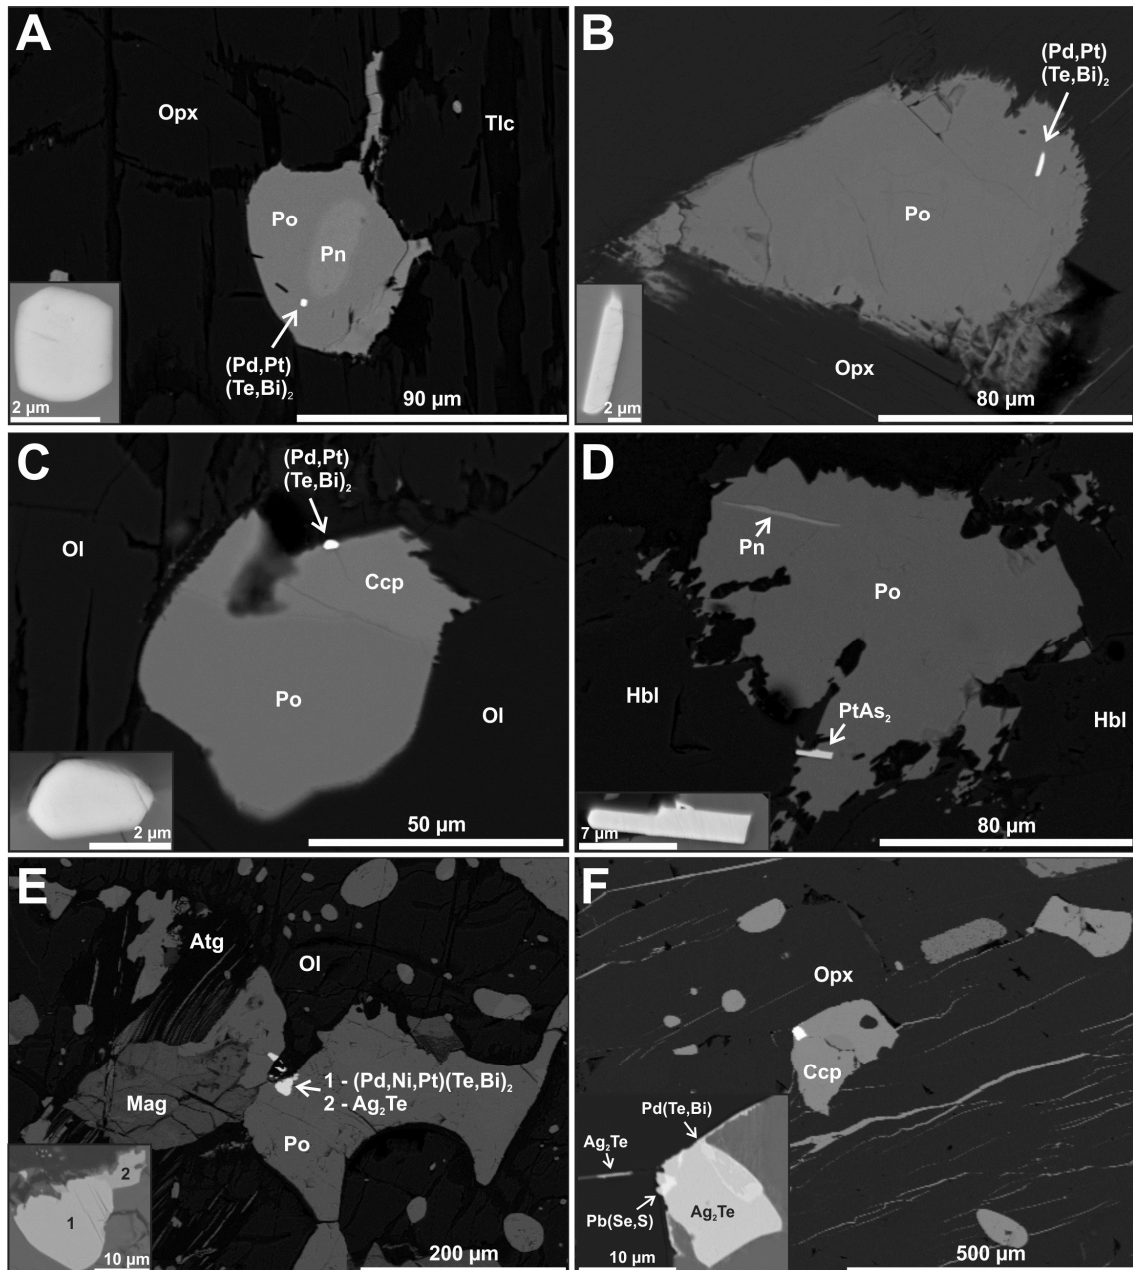 A
Opx
Tlc
Po
Pn
(Pd,Pt)
(Te,Bi)₂
2 µm
90 µm
B
(Pd,Pt)
(Te,Bi)₂
Po
Opx
2 µm
80 µm
C
(Pd,Pt)
(Te,Bi)₂
Ol
Ccp
Po
Ol
2 µm
50 µm
D
Pn
Po
Hbl
PtAs₂
Hbl
7 µm
80 µm
E
Atg
Ol
1 - (Pd,Ni,Pt)(Te,Bi)₂
2 - Ag₂Te
Mag
Po
2
1
10 µm
200 µm
F
Opx
Ccp
Pd(Te,Bi)
Ag₂Te
Pb(Se,S)
Ag₂Te
10 µm
500 µm